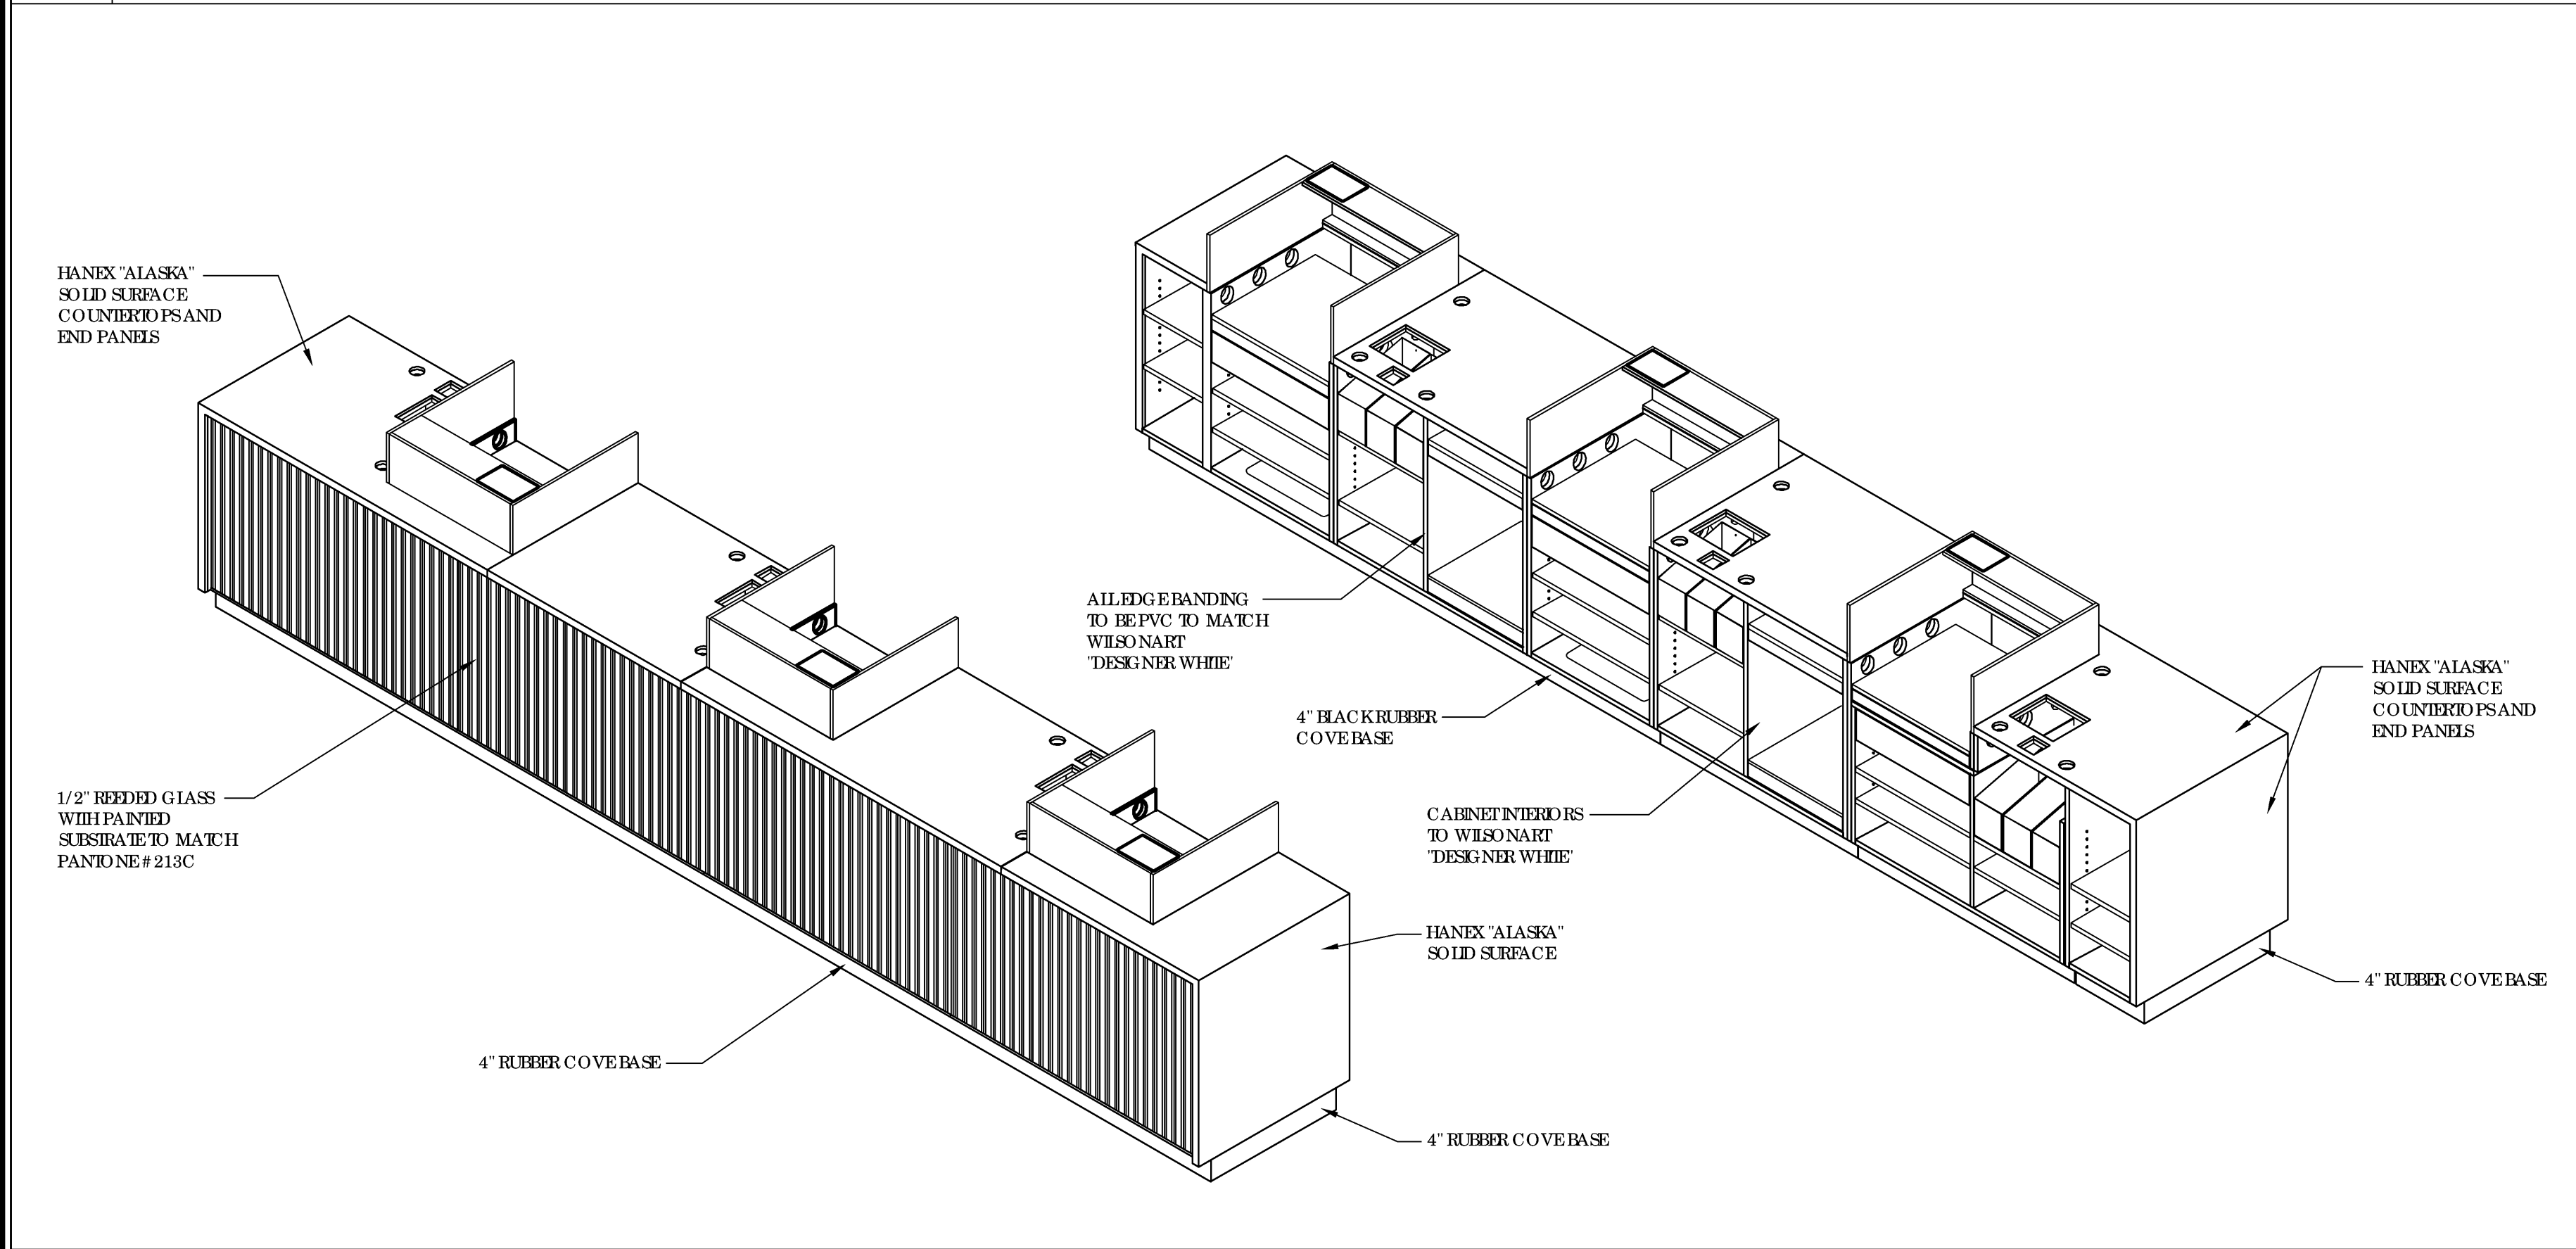 HANEX "ALASKA"
SOLID SURFACE
COUNTERTOPS AND
END PANELS
1/2" REEDED GLASS
WITH PAINTED
SUBSTRATE TO MATCH
PANTONE # 213C
4" RUBBER COVE BASE
ALL EDGE BANDING
TO BE PVC TO MATCH
WILSONART
"DESIGNER WHITE"
4" BLACK RUBBER
COVE BASE
CABINET INTERIORS
TO WILSONART
"DESIGNER WHITE"
HANEX "ALASKA"
SOLID SURFACE
4" RUBBER COVE BASE
HANEX "ALASKA"
SOLID SURFACE
COUNTERTOPS AND
END PANELS
4" RUBBER COVE BASE